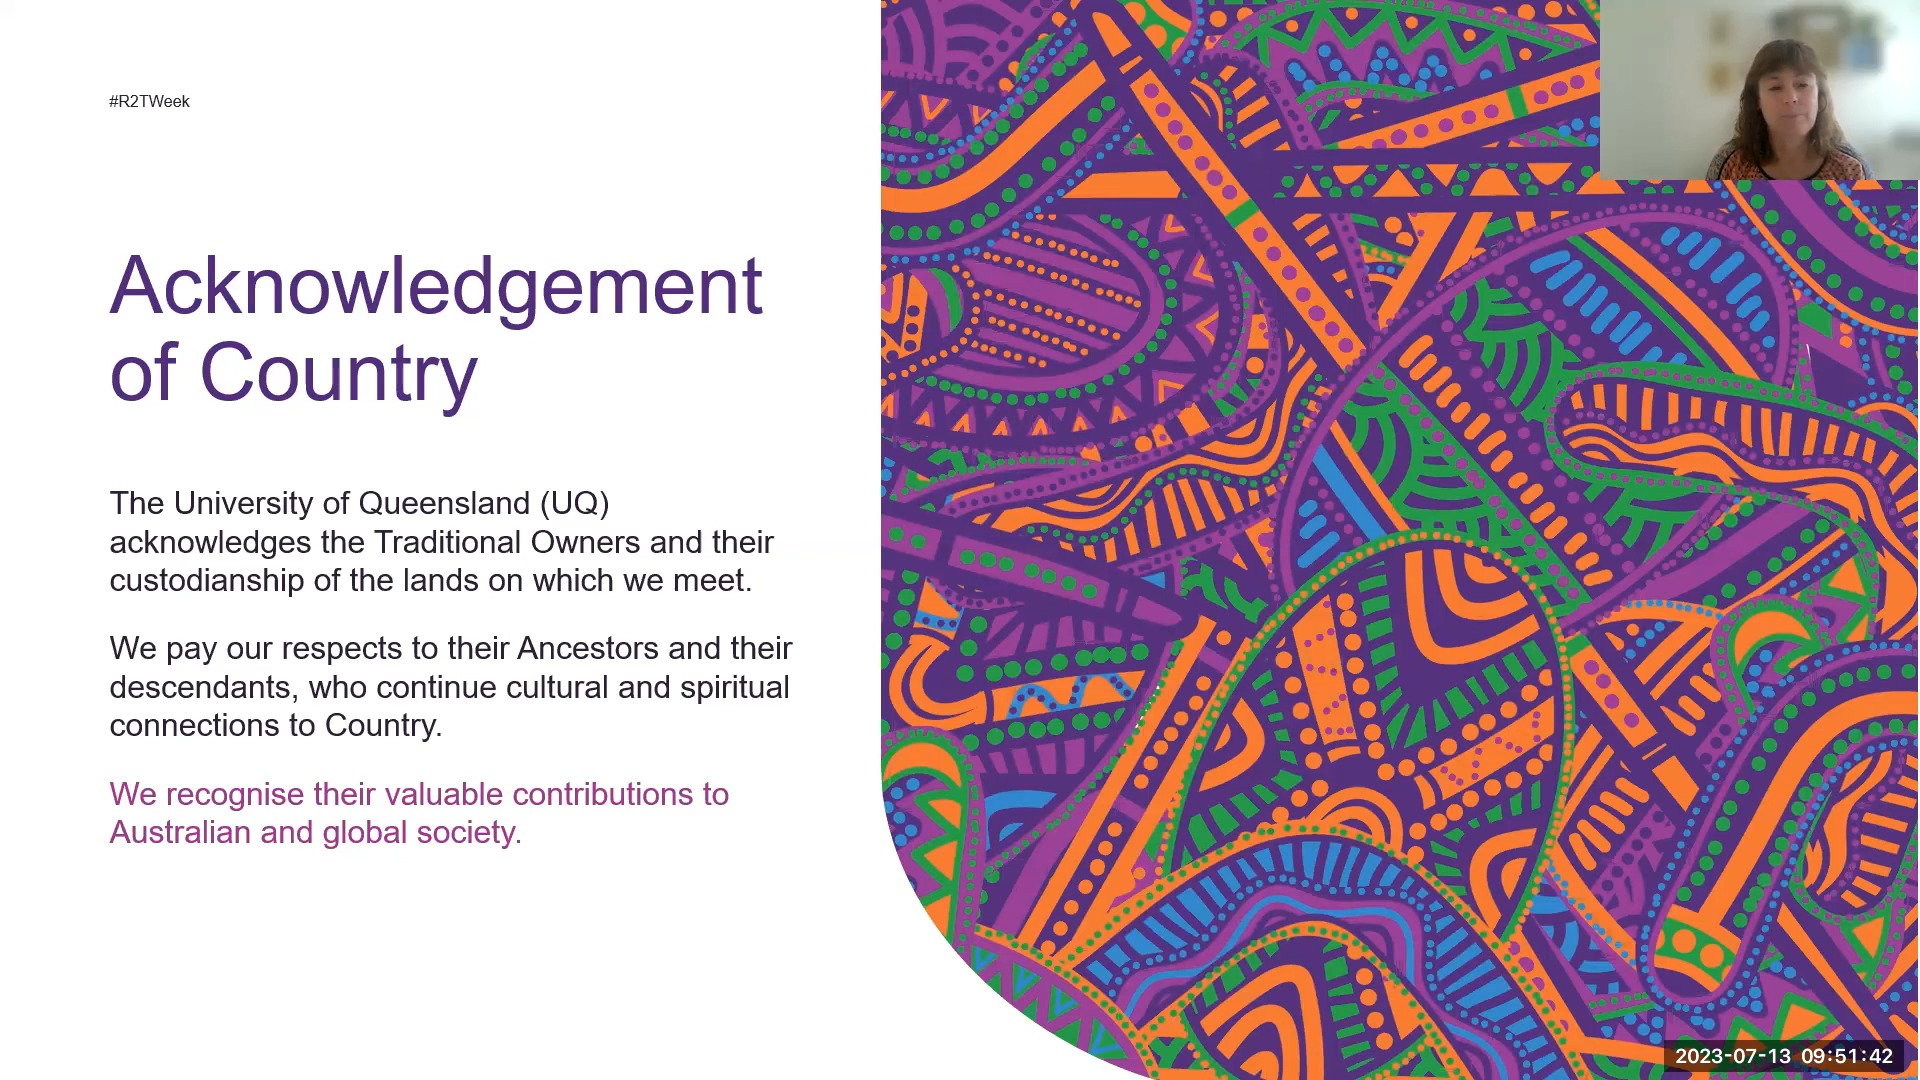 #R2TWeek
Acknowledgement
of Country
The University of Queensland (UQ)
acknowledges the Traditional Owners and their
custodianship of the lands on which we meet.
We pay our respects to their Ancestors and their
descendants, who continue cultural and spiritual
connections to Country.
We recognise their valuable contributions to
Australian and global society.
2023-07-13 09:51:42